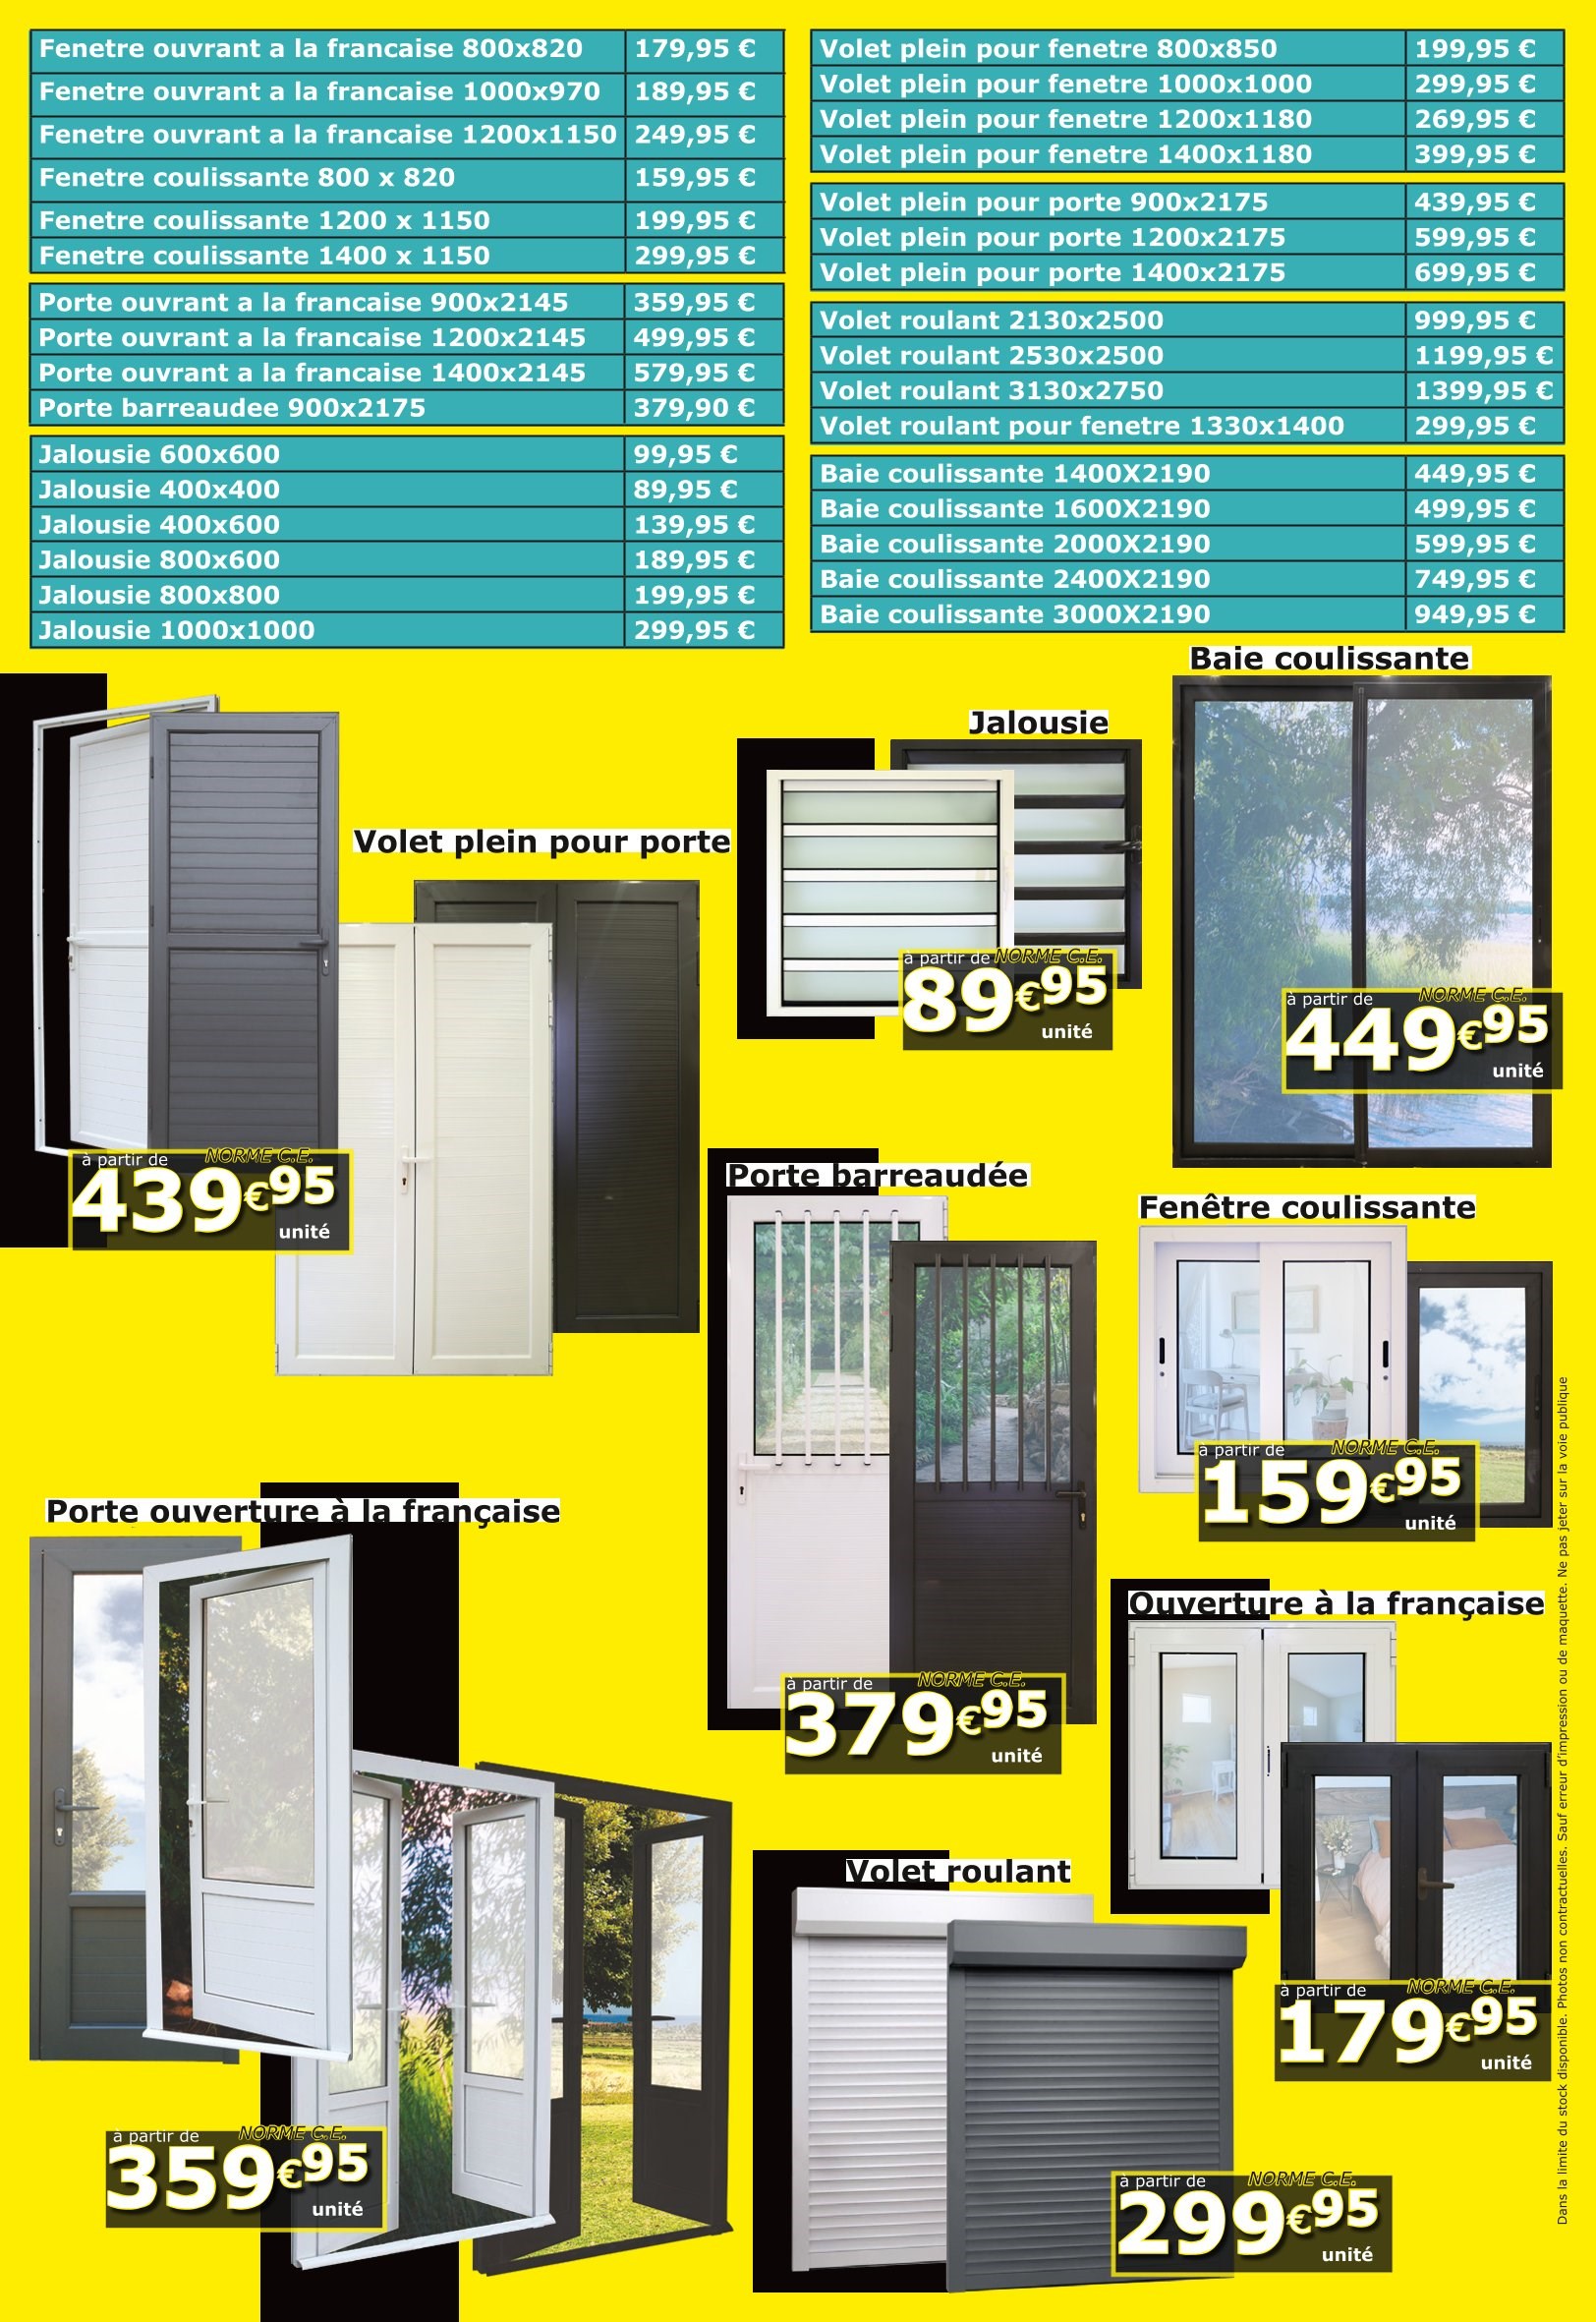 Fenetre ouvrant a la francaise 800x820 179,95 €
Fenetre ouvrant a la francaise 1000x970 189,95 €
Fenetre ouvrant a la francaise 1200x1150 249,95 €
Fenetre coulissante 800 x 820 159,95 €
Fenetre coulissante 1200 x 1150 199,95 €
Fenetre coulissante 1400 x 1150 299,95 €
Porte ouvrant a la francaise 900x2145 359,95 €
Porte ouvrant a la francaise 1200x2145 499,95 €
Porte ouvrant a la francaise 1400x2145 579,95 €
Porte barreaudee 900x2175 379,90 €
Jalousie 600x600 99,95 €
Jalousie 400x400 89,95 €
Jalousie 400x600 139,95 €
Jalousie 800x600 189,95 €
Jalousie 800x800 199,95 €
Jalousie 1000x1000 299,95 €
Volet plein pour fenetre 800x850 199,95 €
Volet plein pour fenetre 1000x1000 299,95 €
Volet plein pour fenetre 1200x1180 269,95 €
Volet plein pour fenetre 1400x1180 399,95 €
Volet plein pour porte 900x2175 439,95 €
Volet plein pour porte 1200x2175 599,95 €
Volet plein pour porte 1400x2175 699,95 €
Volet roulant 2130x2500 999,95 €
Volet roulant 2530x2500 1199,95 €
Volet roulant 3130x2750 1399,95 €
Volet roulant pour fenetre 1330x1400 299,95 €
Baie coulissante 1400X2190 449,95 €
Baie coulissante 1600X2190 499,95 €
Baie coulissante 2000X2190 599,95 €
Baie coulissante 2400X2190 749,95 €
Baie coulissante 3000X2190 949,95 €
Volet plein pour porte
à partir de NORME C.E.
439€95
unité
Jalousie
à partir de NORME C.E.
89€95
unité
Baie coulissante
à partir de NORME C.E.
449€95
unité
Porte barreaudée
à partir de NORME C.E.
379€95
unité
Fenêtre coulissante
à partir de NORME C.E.
159€95
unité
Porte ouverture à la française
à partir de NORME C.E.
359€95
unité
Ouverture à la française
à partir de NORME C.E.
179€95
unité
Volet roulant
à partir de NORME C.E.
299€95
unité
Dans la limite du stock disponible. Photos non contractuelles. Sauf erreur d'impression ou de maquette. Ne pas jeter sur la voie publique